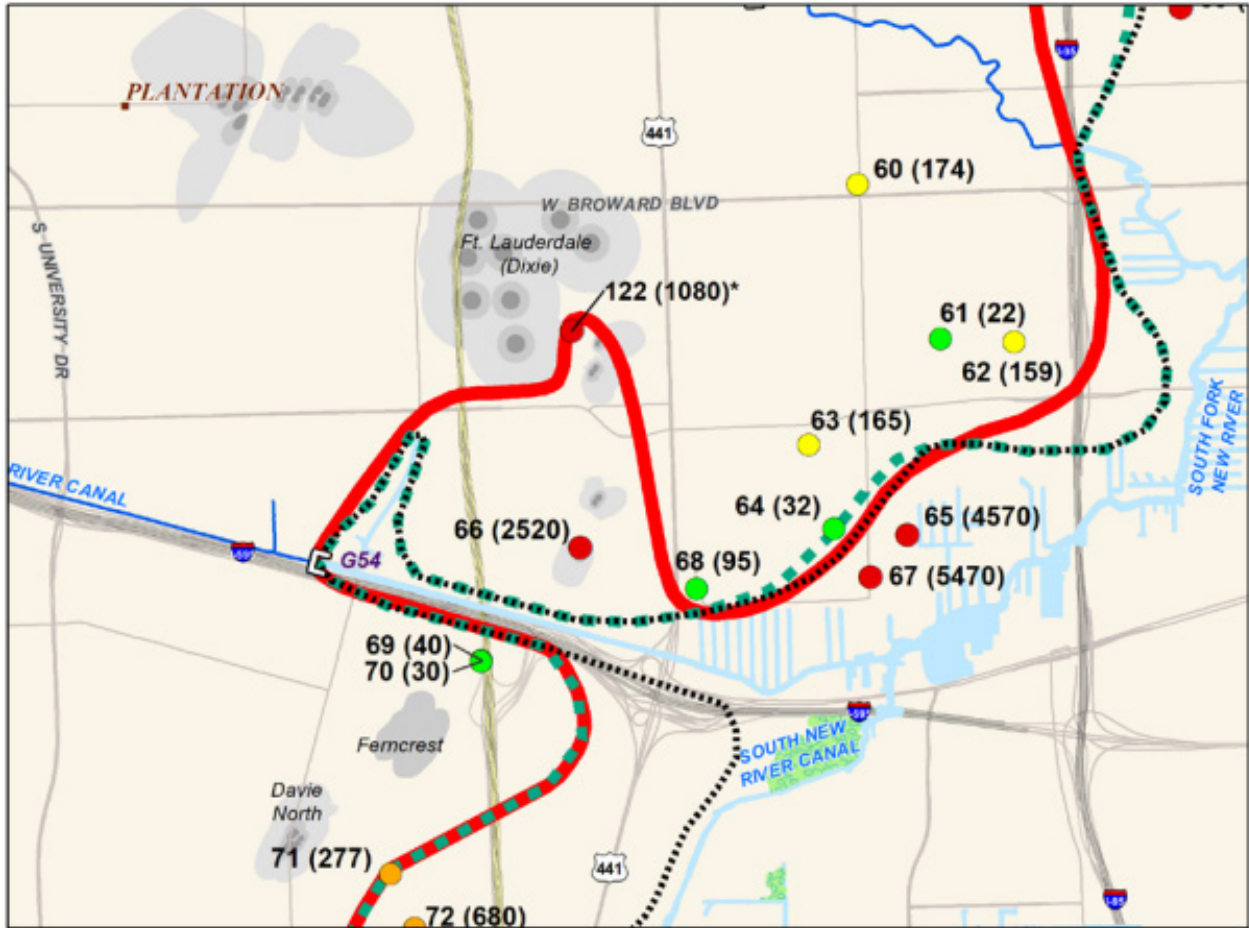 I-95
PLANTATION
441
60 (174)
W BROWARD BLVD
S UNIVERSITY DR
Ft. Lauderdale
(Dixie)
122 (1080)*
61 (22)
62 (159)
63 (165)
SOUTH FORK
NEW RIVER
RIVER CANAL
64 (32)
65 (4570)
66 (2520)
I-595
G54
68 (95)
67 (5470)
69 (40)
70 (30)
Ferncrest
SOUTH NEW
RIVER CANAL
Davie
North
71 (277)
441
I-95
72 (680)